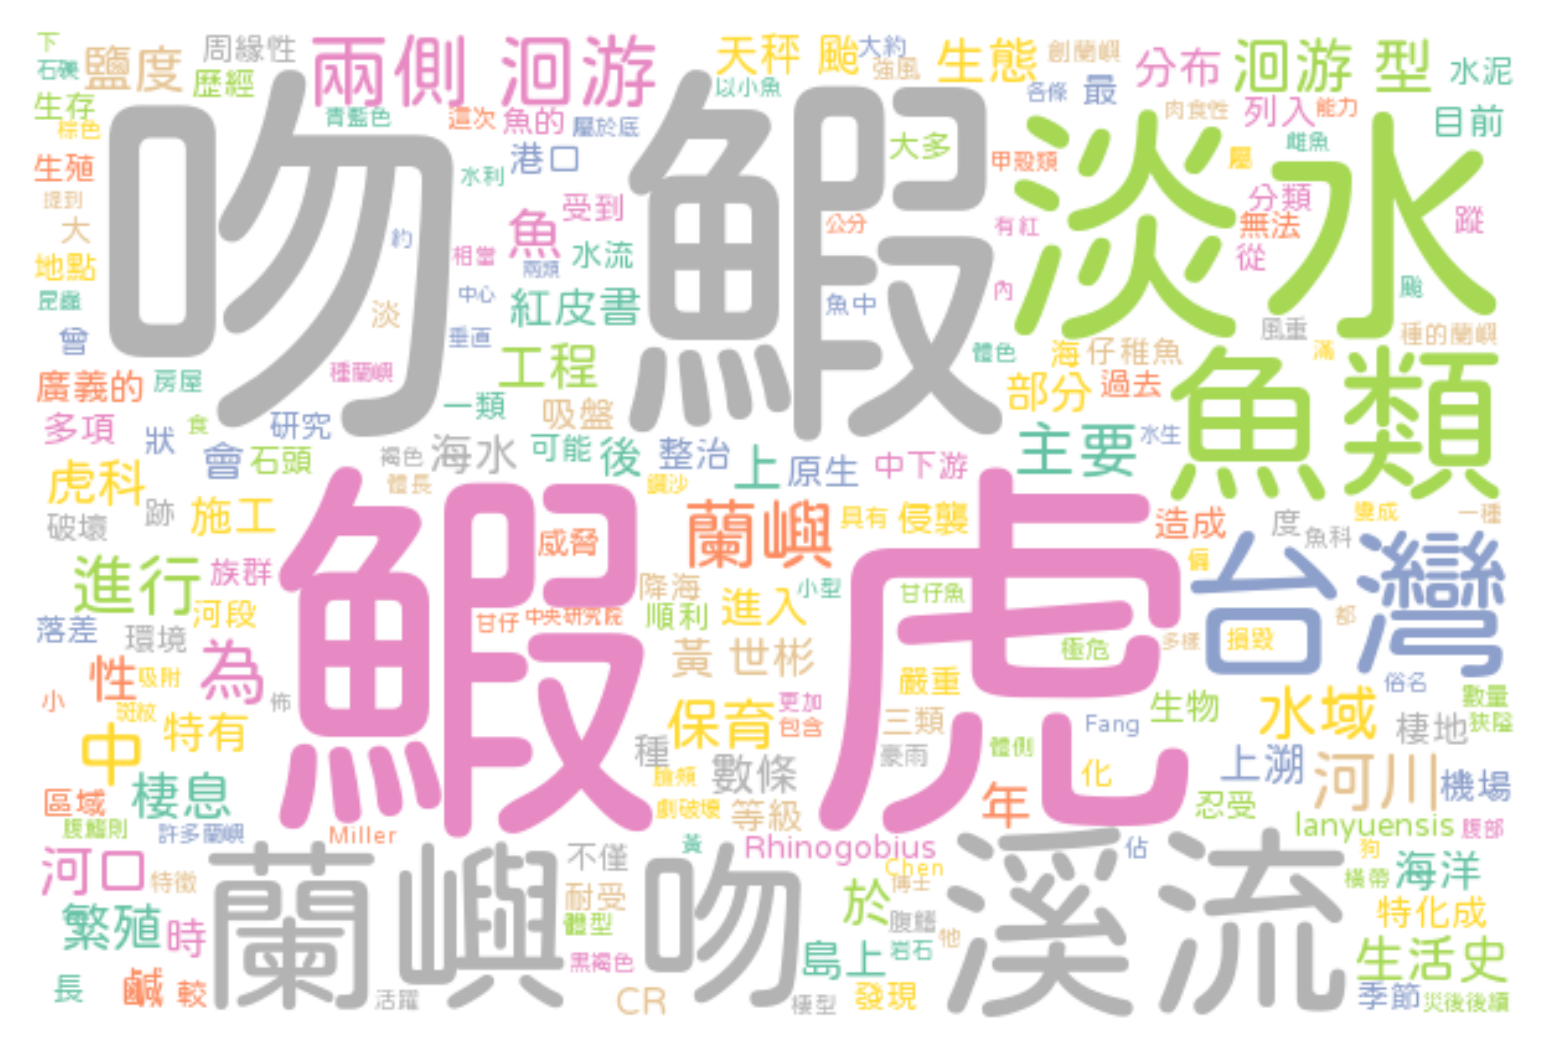 下
石礫
鹽度
周緣性
歷經
兩側 洄游
天秤 颱
大約
強風
生態
創蘭嶼
分布
洄游 型
水泥
生存
棕色
青藍色
這次
魚的
屬於底
以小魚
各條
最
肉食性
列入
能力
目前
吻 鰕
淡水
生殖
提到
大
地點
昆蟲
曾
水利
港口
受到
魚
水流
大多
甲殼類
屬
雌魚
分類
無法
蹤
約
相當
兩類
公分
有紅
從
中心
紅皮書
魚中
內
颱
淡
垂直
體色
海
仔稚魚
風重
滿
種的蘭嶼
廣義的
房屋
種蘭嶼
工程
部分
過去
魚類
多項
狀
食
研究
一類
吸盤
褐色
海水
可能
後
整治
上
原生
中下游
主要
水生
虎科
會
石頭
體長
鋼沙
破壞
跡
施工
鰕虎
威脅
蘭嶼
具有
侵襲
造成
度
魚科
變成
一種
進行
族群
降海
小型
甘仔魚
倆
台灣
落差
環境
河段
甘仔
中央研究院
順利
進入
極危
多樣
損毀
都
性
吸附
為
黃 世彬
嚴重
俗名
小
斑紋
佈
特有
保育
更加
包含
三類
Fang
生物
水域
棲地
數量
狹隘
中
種
豪雨
體側
棲息
臉頰
數條
化
上溯
河川
機場
區域
劇破壞
等級
年
忍受
腹鰭則
許多蘭嶼
Miller
黃
Rhinogobius
佔
lanyuensis
腹部
河口
特徵
蘭嶼吻
不僅
Chen
溪流
狗
海洋
橫帶
耐受
博士
繁殖
時
體型
於
腹鰭
牠
特化成
黑褐色
島上
岩石
生活史
長
鹹
較
活躍
CR
棲型
發現
季節
災後後續